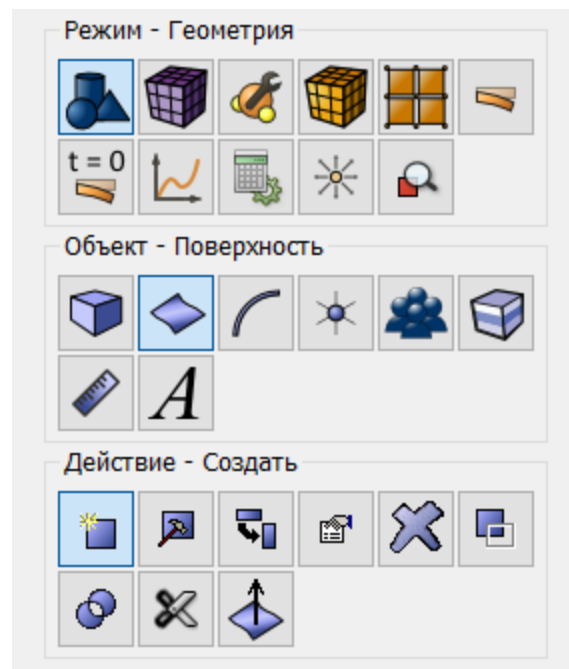 Режим - Геометрия
t = 0
Объект - Поверхность
A
Действие - Создать